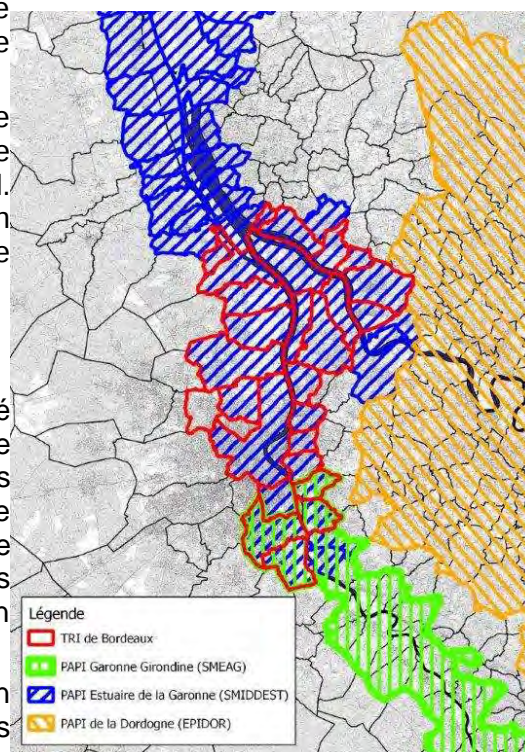 e
e
e
e
l.
n
e
é
e
s
e
e
s
n
n
s
Légende
TRI de Bordeaux
PAPI Garonne Girondine (SMEAG)
PAPI Estuaire de la Garonne (SMIDDEST)
PAPI de la Dordogne (EPIDOR)